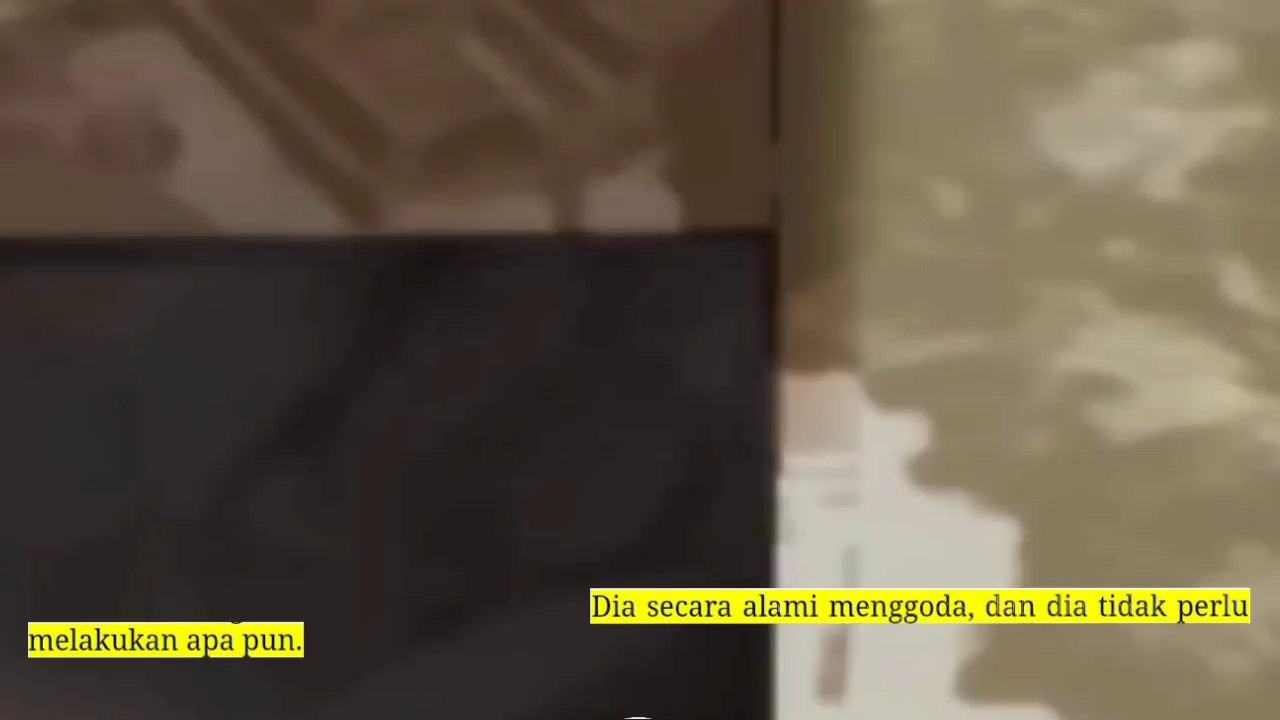 Dia secara alami menggoda, dan dia tidak perlu
melakukan apa pun.